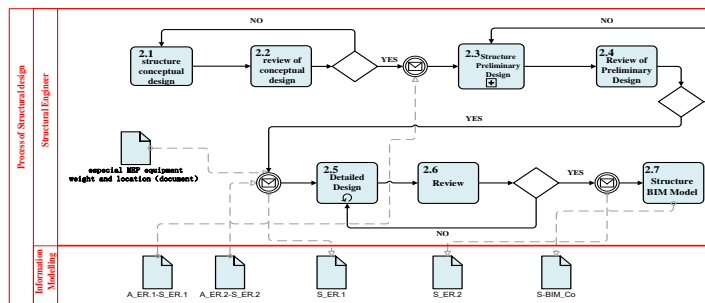 Process of Structural design
Structural Engineer
NO
NO
2.1
structure
conceptual
design
2.2
review of
conceptual
design
YES
2.3
Structure
Preliminary
Design
2.4
Review of
Preliminary
Design
YES
especial MEP equipment
weight and location (document)
2.5
Detailed
Design
2.6
Review
YES
2.7
Structure
BIM Model
NO
Information
Modelling
A_ER.1-S_ER.1
A_ER.2-S_ER.2
S_ER.1
S_ER.2
S-BIM_Co